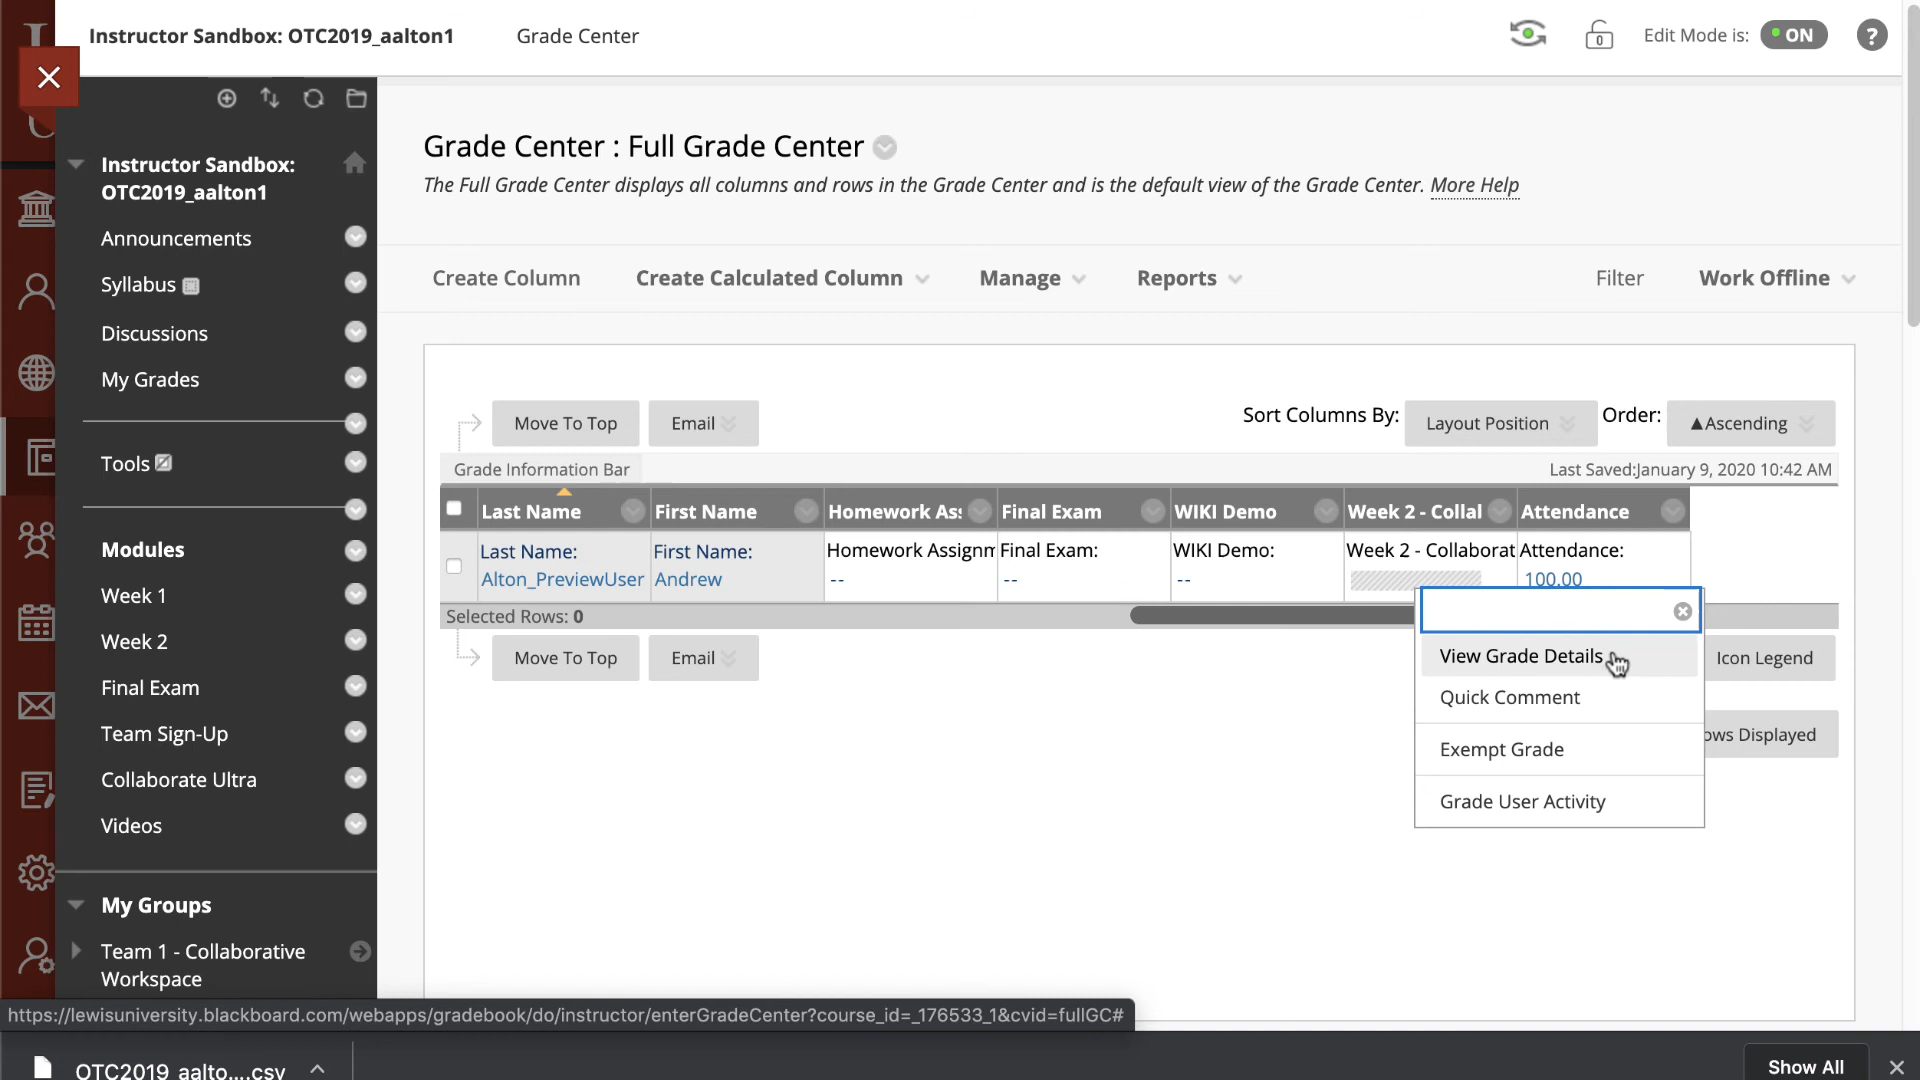 Instructor Sandbox: OTC2019_aalton1
Grade Center
0
Edit Mode is:
ON
?
Instructor Sandbox:
OTC2019_aalton1
Announcements
Syllabus
Discussions
My Grades
Tools
Modules
Week 1
Week 2
Final Exam
Team Sign-Up
Collaborate Ultra
Videos
My Groups
Team 1 - Collaborative
Workspace
Grade Center : Full Grade Center
The Full Grade Center displays all columns and rows in the Grade Center and is the default view of the Grade Center. More Help
Create Column
Create Calculated Column
Manage
Reports
Filter
Work Offline
Move To Top
Email
Sort Columns By:
Layout Position
Order:
▲Ascending
Grade Information Bar
Last Saved:January 9, 2020 10:42 AM
Last Name
First Name
Homework Ass
Final Exam
WIKI Demo
Week 2 - Collal
Attendance
Last Name:
First Name:
Homework Assignm
Final Exam:
WIKI Demo:
Week 2 - Collaborat
Attendance:
Alton_PreviewUser
Andrew
--
--
--
100.00
Selected Rows: 0
Move To Top
Email
Icon Legend
ows Displayed
View Grade Details
Quick Comment
Exempt Grade
Grade User Activity
https://lewisuniversity.blackboard.com/webapps/gradebook/do/instructor/enterGradeCenter?course_id=_176533_1&cvid=fullGC#
OTC2019_aalto....csv
Show All